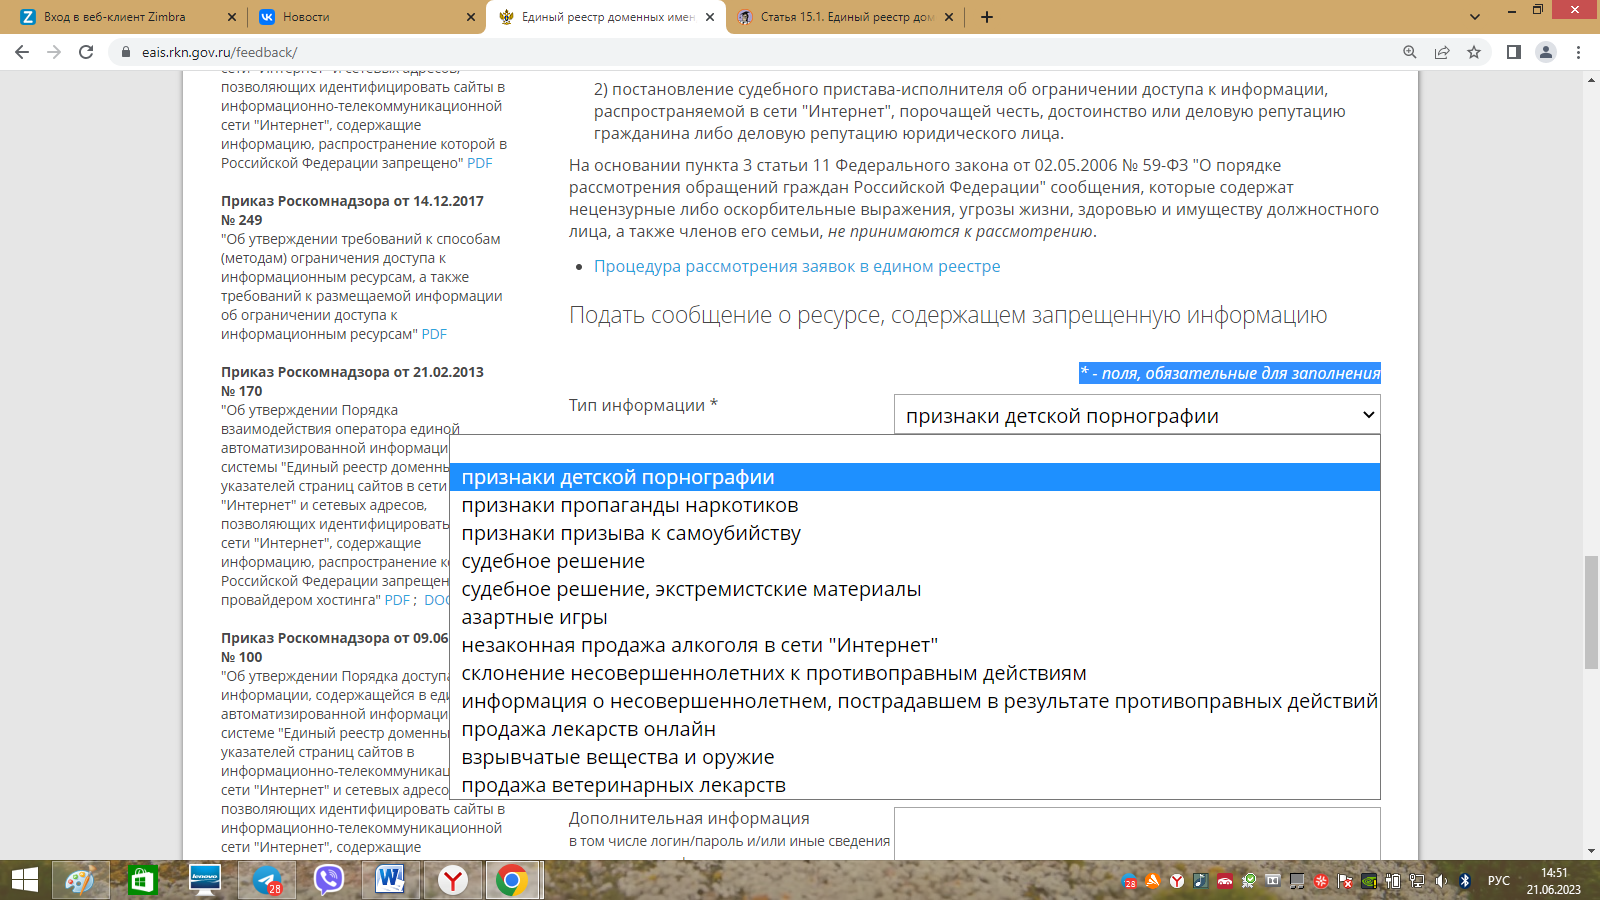 Вход в веб-клиент Zimbra
Новости
Единый реестр доменных имен
Статья 15.1. Единый реестр дом
eais.rkn.gov.ru/feedback/
сети "Интернет" и сетевых адресов,
позволяющих идентифицировать сайты в
информационно-телекоммуникационной
сети "Интернет", содержащие
информацию, распространение которой в
Российской Федерации запрещено" PDF
Приказ Роскомнадзора от 14.12.2017
№ 249
"Об утверждении требований к способам
(методам) ограничения доступа к
информационным ресурсам, а также
требований к размещаемой информации
об ограничении доступа к
информационным ресурсам" PDF
Приказ Роскомнадзора от 21.02.2013
№ 170
"Об утверждении Порядка
взаимодействия оператора единой
автоматизированной информаци
системы "Единый реестр доменны
указателей страниц сайтов в сети
"Интернет" и сетевых адресов,
позволяющих идентифицировать
сети "Интернет", содержащие
информацию, распространение ко
Российской Федерации запрещен
провайдером хостинга" PDF ; DOC
Приказ Роскомнадзора от 09.06
№ 100
"Об утверждении Порядка доступа
информации, содержащейся в еди
автоматизированной информаци
системе "Единый реестр доменны
указателей страниц сайтов в
информационно-телекоммуникац
сети "Интернет" и сетевых адресо
позволяющих идентифицировать сайты в
информационно-телекоммуникационной
сети "Интернет", содержащие
2) постановление судебного пристава-исполнителя об ограничении доступа к информации,
распространяемой в сети "Интернет", порочащей честь, достоинство или деловую репутацию
гражданина либо деловую репутацию юридического лица.
На основании пункта 3 статьи 11 Федерального закона от 02.05.2006 № 59-ФЗ "О порядке
рассмотрения обращений граждан Российской Федерации" сообщения, которые содержат
нецензурные либо оскорбительные выражения, угрозы жизни, здоровью и имуществу должностного
лица, а также членов его семьи, не принимаются к рассмотрению.
• Процедура рассмотрения заявок в едином реестре
Подать сообщение о ресурсе, содержащем запрещенную информацию
* - поля, обязательные для заполнения
Тип информации *
признаки детской порнографии
признаки детской порнографии
признаки пропаганды наркотиков
признаки призыва к самоубийству
судебное решение
судебное решение, экстремистские материалы
азартные игры
незаконная продажа алкоголя в сети "Интернет"
склонение несовершеннолетних к противоправным действиям
информация о несовершеннолетнем, пострадавшем в результате противоправных действий
продажа лекарств онлайн
взрывчатые вещества и оружие
продажа ветеринарных лекарств
Дополнительная информация
в том числе логин/пароль и/или иные сведения
lenovo
28
28
РУС
14:51
21.06.2023